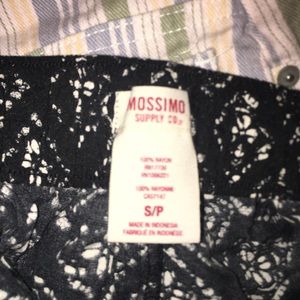 MOSSIMO
SUPPLY CO.
100% RAYON
100% RAYONNE
S/P
MADE IN INDONESIA
FABRIQUÉ EN INDONÉSIE